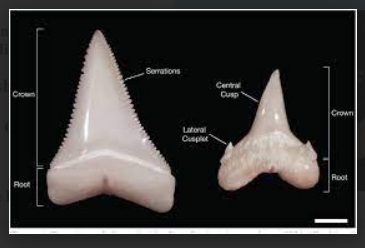 Serrations
Crown
Root
Central
Cusp
Lateral
Cusplet
Crown
Root